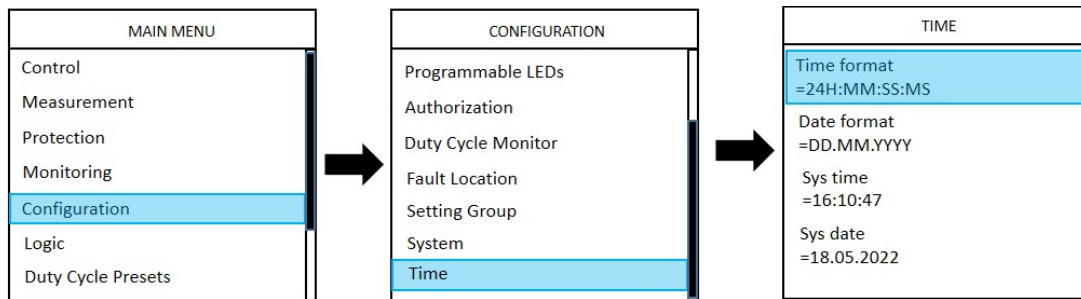 MAIN MENU
Control
Measurement
Protection
Monitoring
Configuration
Logic
Duty Cycle Presets
CONFIGURATION
Programmable LEDs
Authorization
Duty Cycle Monitor
Fault Location
Setting Group
System
Time
TIME
Time format
=24H:MM:SS:MS
Date format
=DD.MM.YYYY
Sys time
=16:10:47
Sys date
=18.05.2022